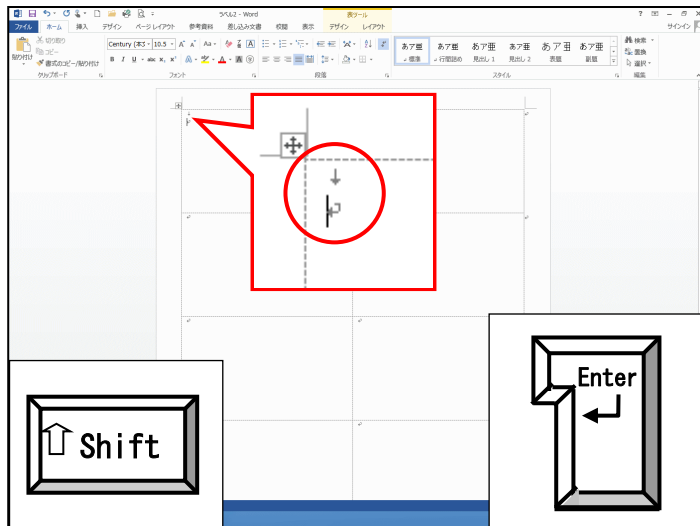 ラベル2 - Word
表ツール
サインイン
ファイル ホーム 挿入 デザイン ページ レイアウト 参考資料 差し込み文書 校閲 表示 デザイン レイアウト
貼り付け
切り取り
コピー
書式のコピー/貼り付け
クリップボード
Century (本3 10.5
フォント
段落
あア亜 あア亜 あア亜 あア亜 あア亜 あア亜
標準 行間詰め 見出し 1 見出し 2 表題 副題
スタイル
検索
置換
選択
編集
Shift
Enter